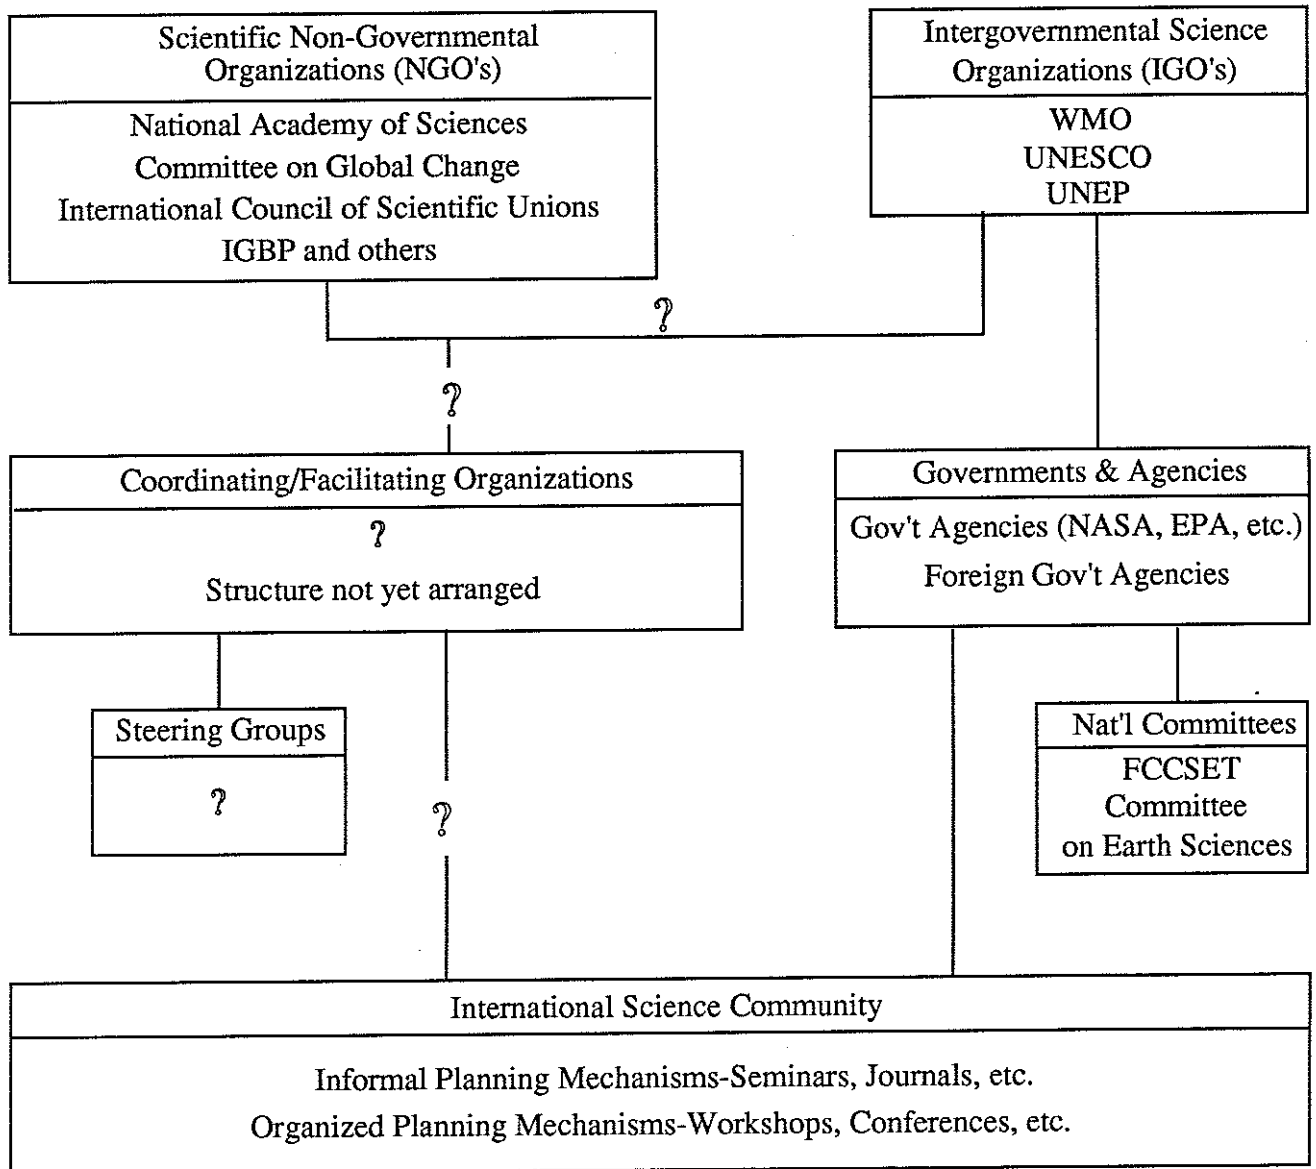 Scientific Non-Governmental
Organizations (NGO's)
National Academy of Sciences
Committee on Global Change
International Council of Scientific Unions
IGBP and others
Intergovernmental Science
Organizations (IGO's)
WMO
UNESCO
UNEP
?
?
Coordinating/Facilitating Organizations
?
Structure not yet arranged
Governments & Agencies
Gov't Agencies (NASA, EPA, etc.)
Foreign Gov't Agencies
Steering Groups
?
?
Nat'l Committees
FCCSET
Committee
on Earth Sciences
International Science Community
Informal Planning Mechanisms-Seminars, Journals, etc.
Organized Planning Mechanisms-Workshops, Conferences, etc.